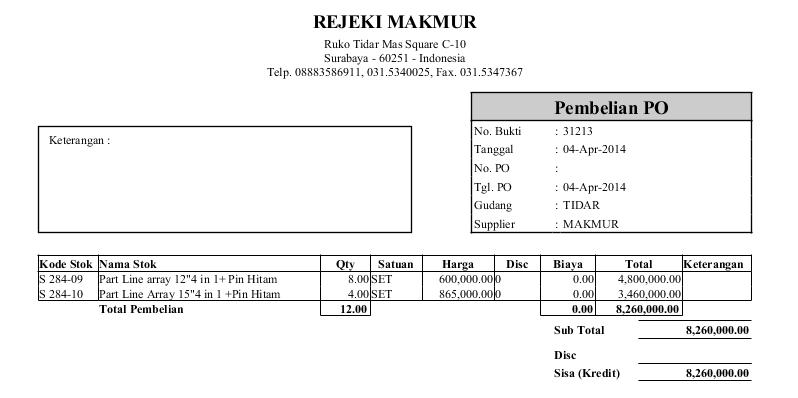 REJEKI MAKMUR
Ruko Tidar Mas Square C-10
Surabaya - 60251 - Indonesia
Telp. 08883586911, 031.5340025, Fax. 031.5347367
Pembelian PO
Keterangan :
No. Bukti : 31213
Tanggal : 04-Apr-2014
No. PO :
Tgl. PO : 04-Apr-2014
Gudang : TIDAR
Supplier : MAKMUR
Kode Stok Nama Stok Qty Satuan Harga Disc Biaya Total Keterangan
S 284-09 Part Line array 12"4 in 1+Pin Hitam 8.00 SET 600,000.00 0 0.00 4,800,000.00
S 284-10 Part Line Array 15"4 in 1 +Pin Hitam 4.00 SET 865,000.00 0 0.00 3,460,000.00
Total Pembelian 12.00 0.00 8,260,000.00
Sub Total 8,260,000.00
Disc
Sisa (Kredit) 8,260,000.00